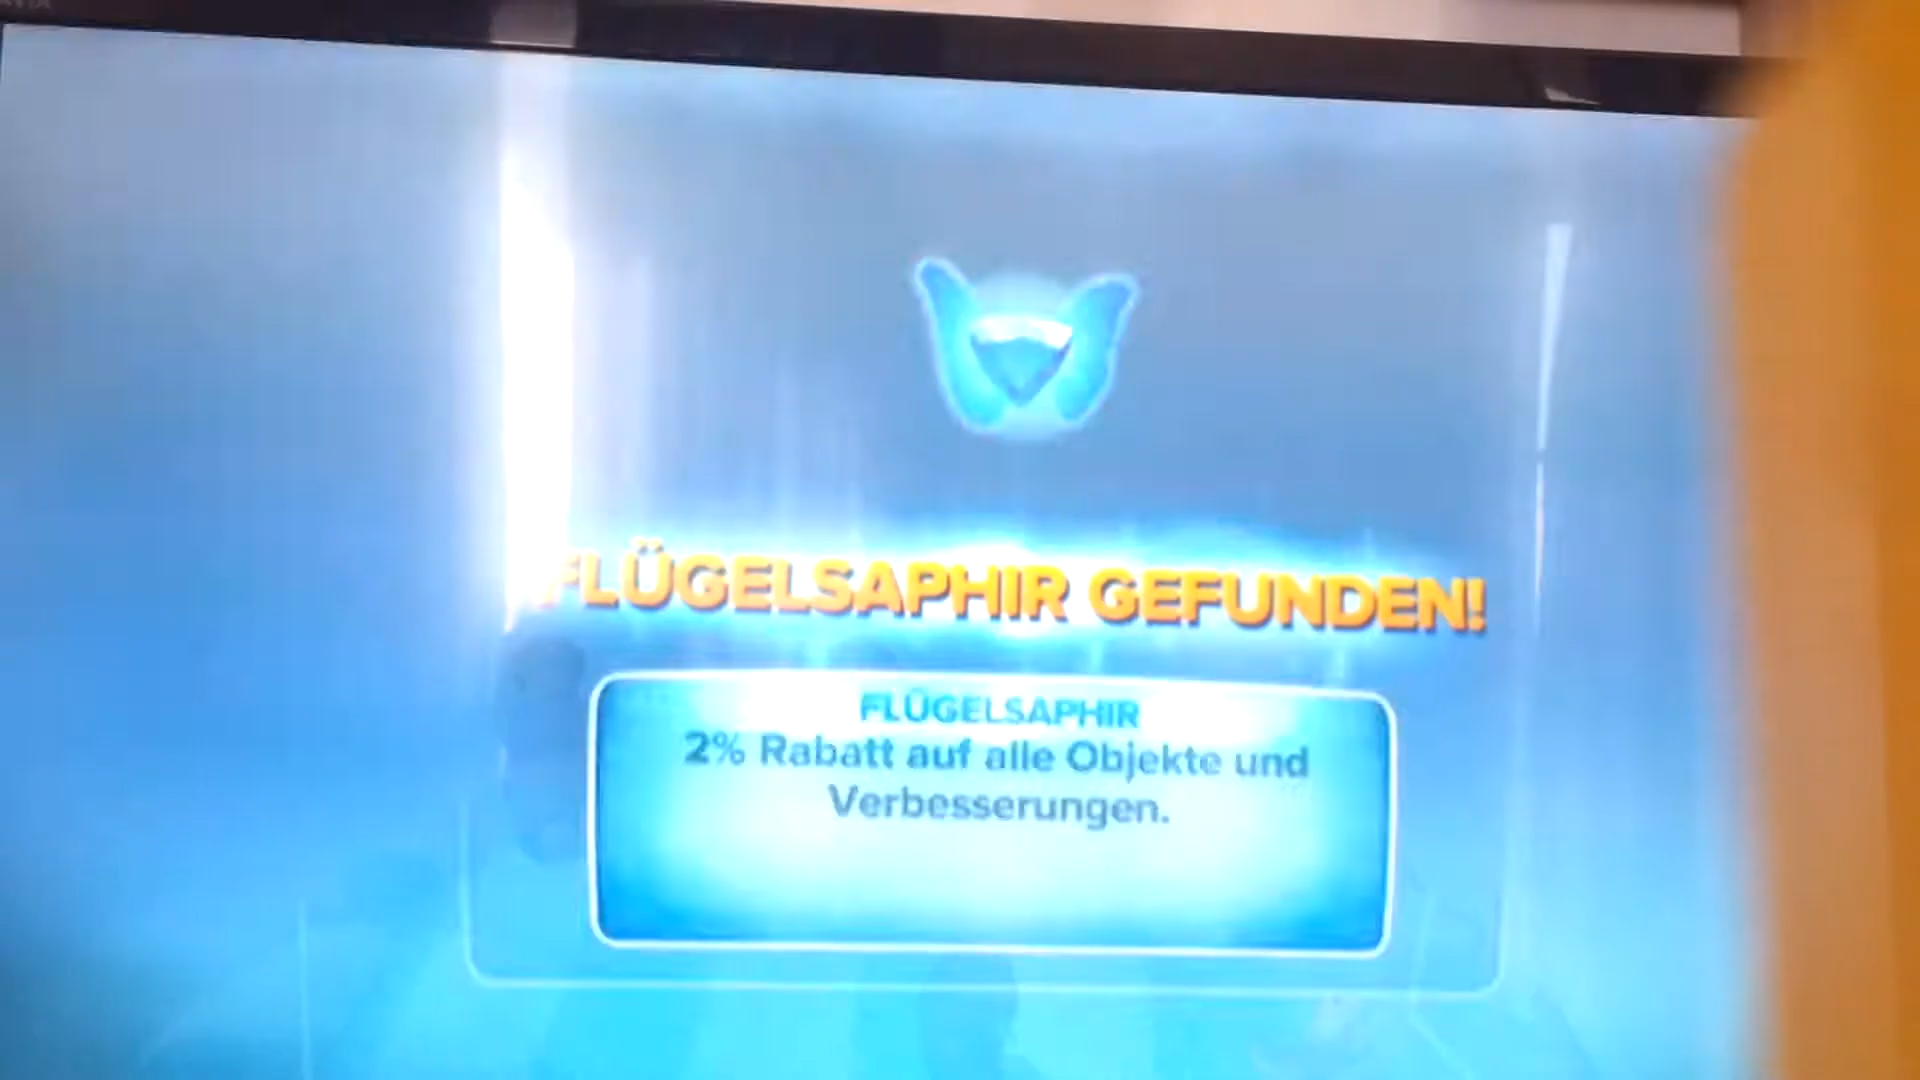 FLÜGELSAPHIR GEFUNDEN!
FLÜGELSAPHIR
2% Rabatt auf alle Objekte und
Verbesserungen.